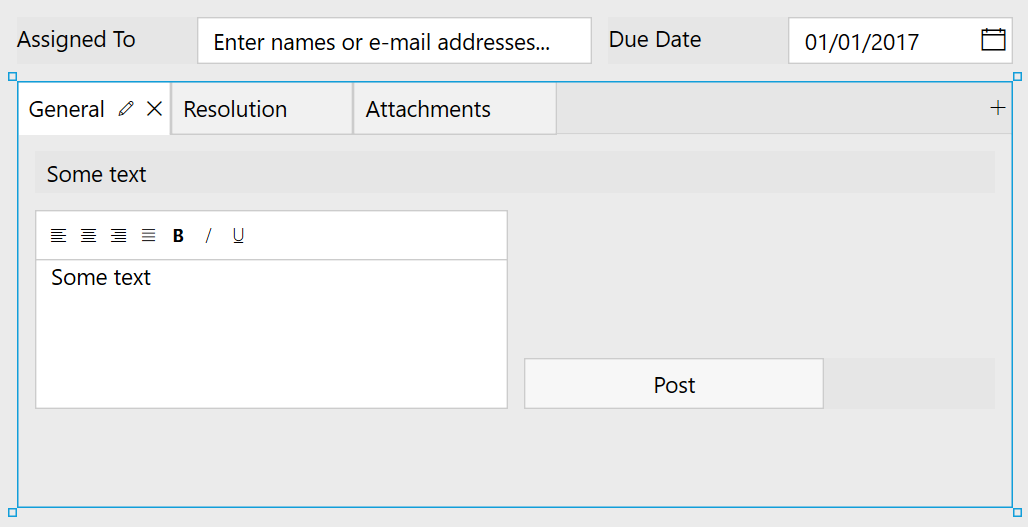 Assigned To Enter names or e-mail addresses... Due Date 01/01/2017
General Resolution Attachments
Some text
B I U
Some text
Post